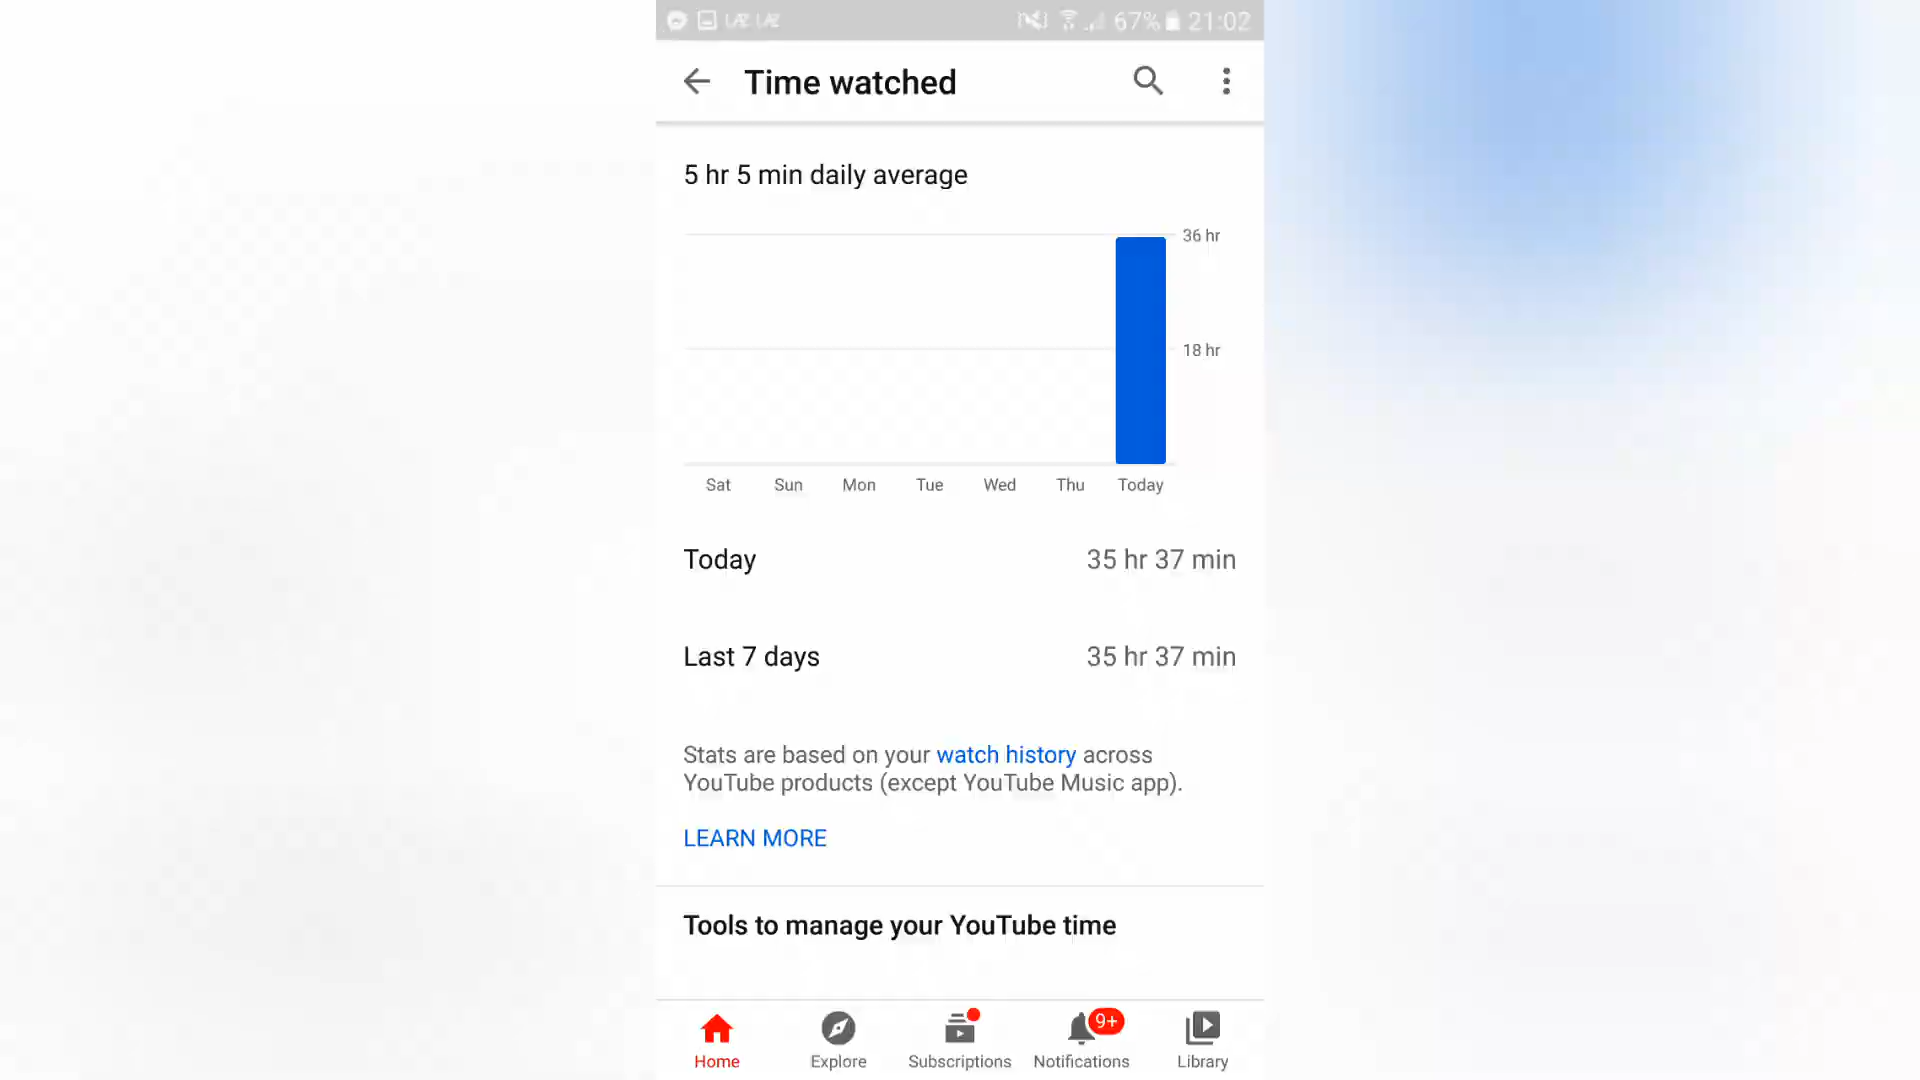 67% 21:02
Time watched
5 hr 5 min daily average
36 hr
18 hr
Sat Sun Mon Tue Wed Thu Today
Today 35 hr 37 min
Last 7 days 35 hr 37 min
Stats are based on your watch history across
YouTube products (except YouTube Music app).
LEARN MORE
Tools to manage your YouTube time
9+
Home Explore Subscriptions Notifications Library